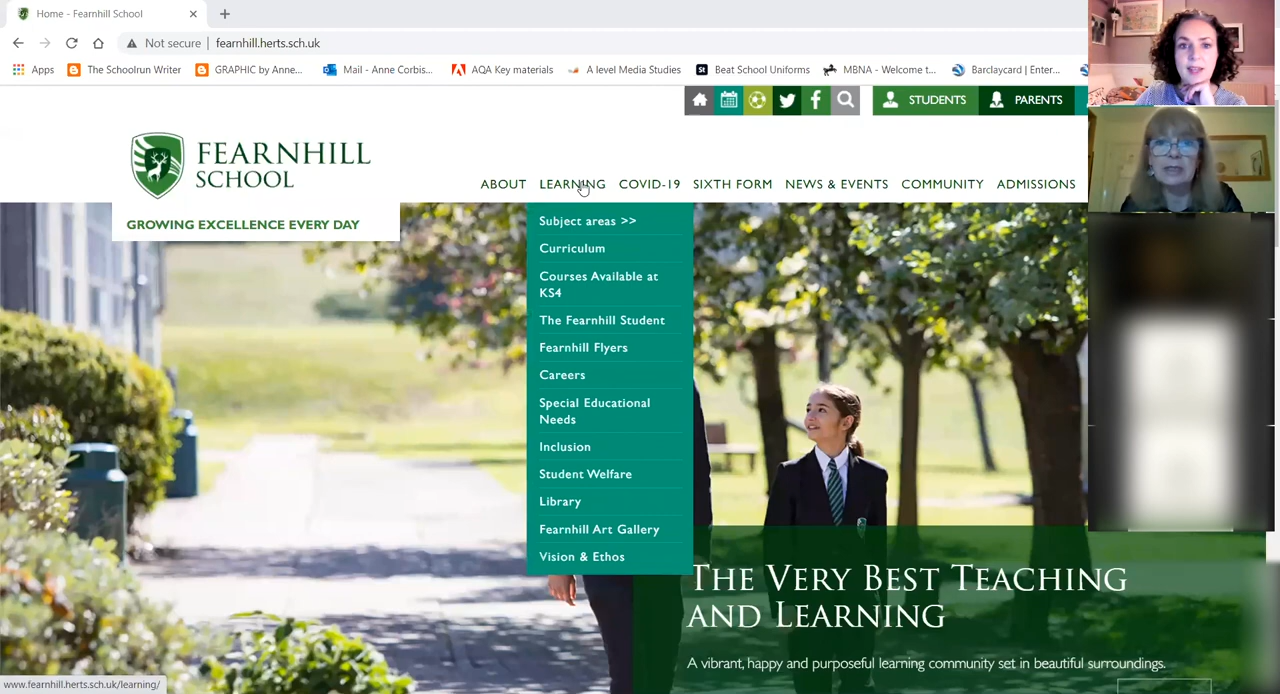 Home - Fearnhill School
Not secure | fearnhill.herts.sch.uk
Apps
The Schoolrun Writer
GRAPHIC by Anne...
Mail - Anne Corbis...
AQA Key materials
A level Media Studies
Beat School Uniforms
MBNA - Welcome t...
Barclaycard | Enter...
STUDENTS
PARENTS
FEARNHILL
SCHOOL
GROWING EXCELLENCE EVERY DAY
ABOUT
LEARNING
COVID-19
SIXTH FORM
NEWS & EVENTS
COMMUNITY
ADMISSIONS
Subject areas >>
Curriculum
Courses Available at
KS4
The Fearnhill Student
Fearnhill Flyers
Careers
Special Educational
Needs
Inclusion
Student Welfare
Library
Fearnhill Art Gallery
Vision & Ethos
THE VERY BEST TEACHING
AND LEARNING
A vibrant, happy and purposeful learning community set in beautiful surroundings.
www.fearnhill.herts.sch.uk/learning/